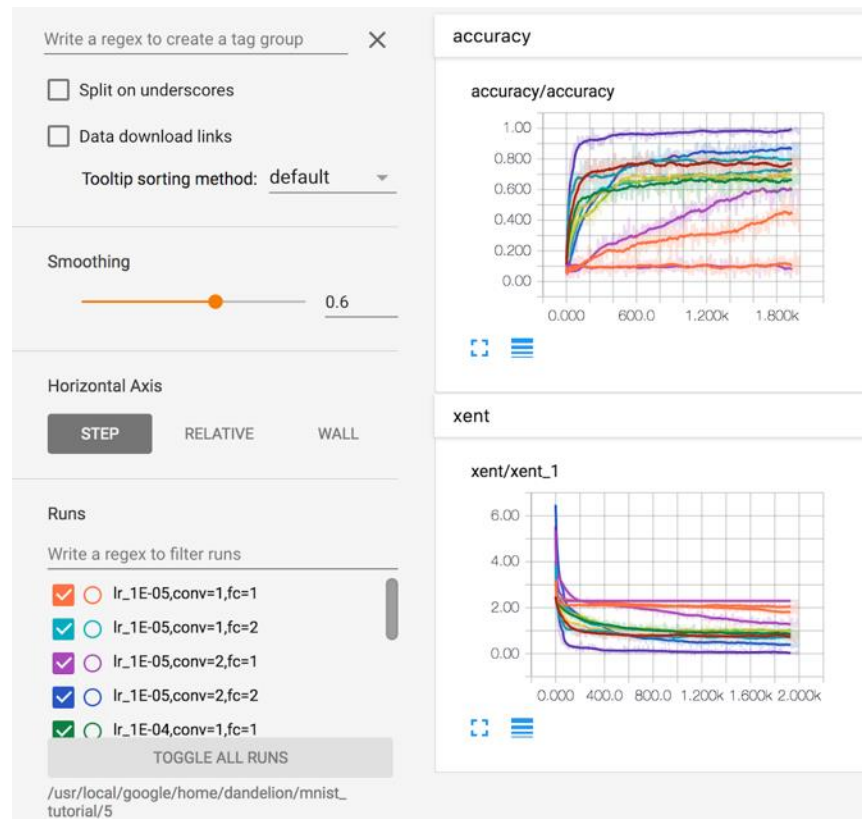 Write a regex to create a tag group
Split on underscores
Data download links
Tooltip sorting method: default
Smoothing
0.6
Horizontal Axis
STEP RELATIVE WALL
Runs
Write a regex to filter runs
lr_1E-05,conv=1,fc=1
lr_1E-05,conv=1,fc=2
lr_1E-05,conv=2,fc=1
lr_1E-05,conv=2,fc=2
lr_1E-04,conv=1,fc=1
TOGGLE ALL RUNS
/usr/local/google/home/dandelion/mnist_
tutorial/5
accuracy
accuracy/accuracy
1.00
0.800
0.600
0.400
0.200
0.00
0.000 600.0 1.200k 1.800k
xent
xent/xent_1
6.00
4.00
2.00
0.00
0.000 400.0 800.0 1.200k 1.600k 2.000k